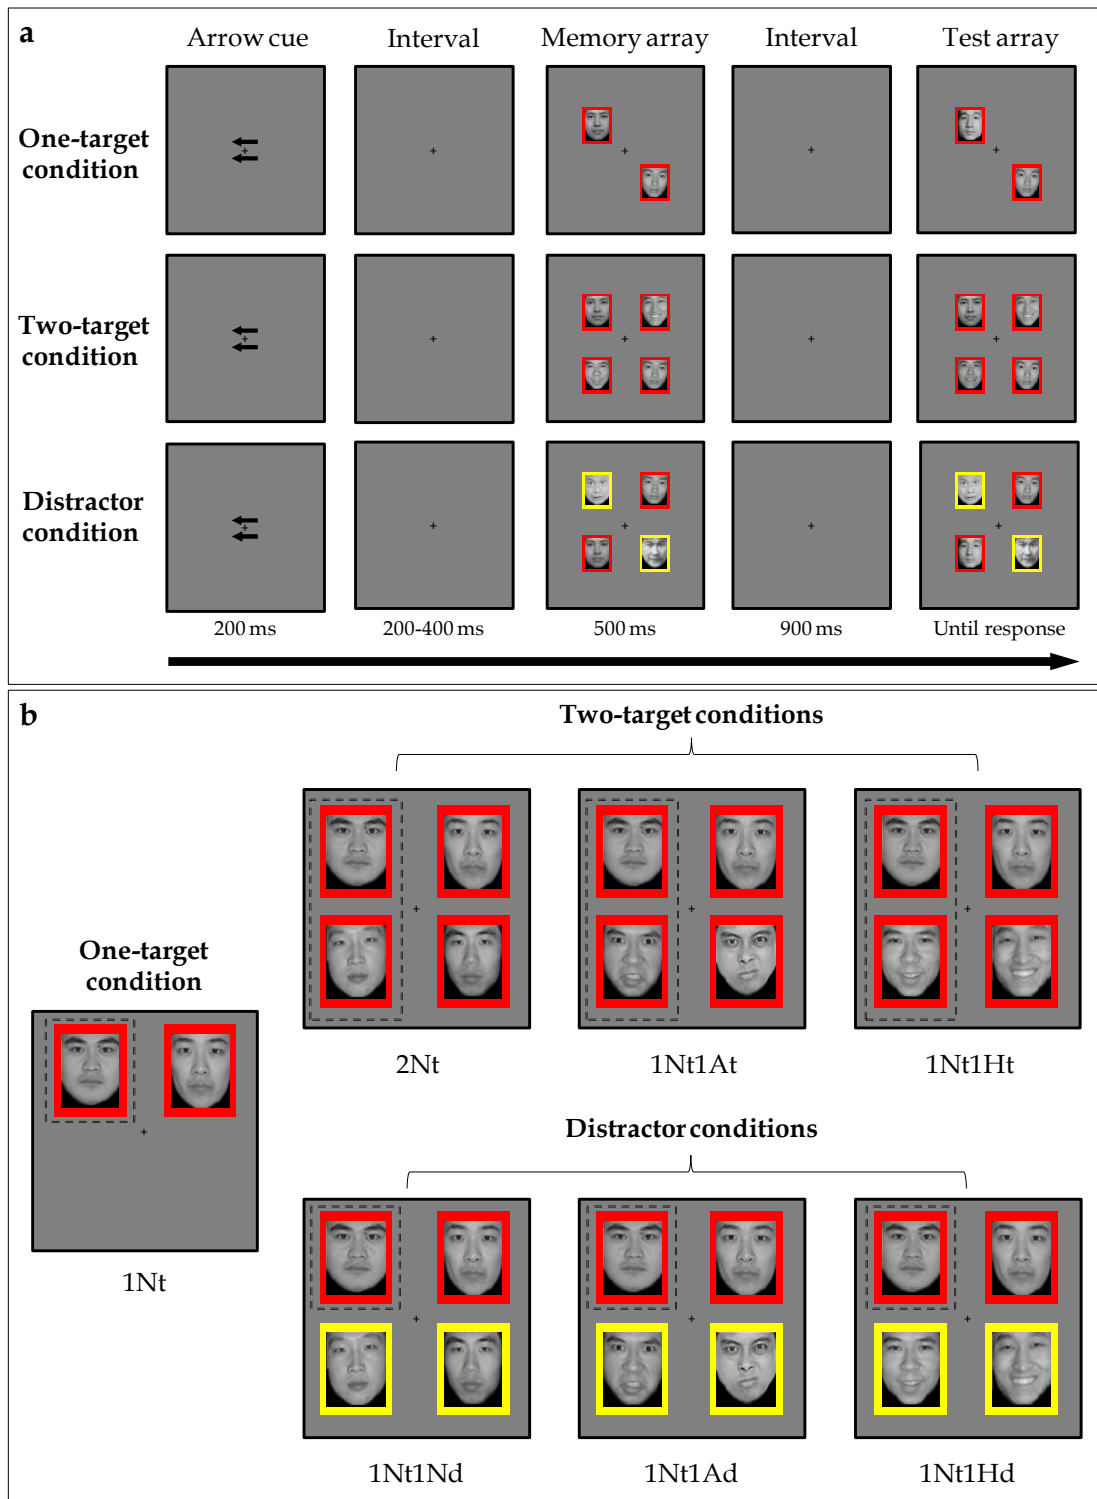 a
Arrow cue Interval Memory array Interval Test array
One-target
condition
Two-target
condition
Distractor
condition
200 ms 200-400 ms 500 ms 900 ms Until response
b
Two-target conditions
One-target
condition
2Nt 1Nt1At 1Nt1Ht
Distractor conditions
1Nt
1Nt1Nd 1Nt1Ad 1Nt1Hd